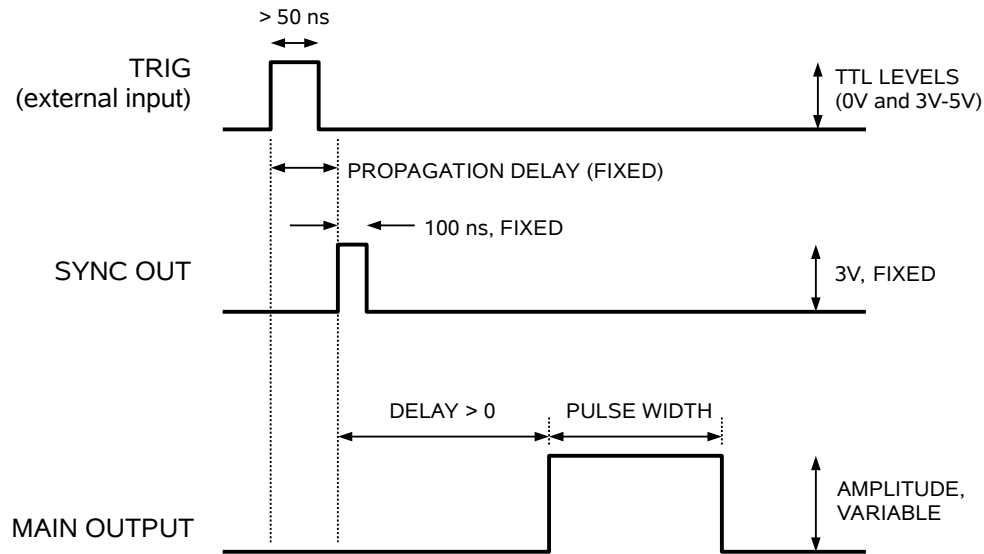 > 50 ns
TRIG
(external input)
TTL LEVELS
(0V and 3V-5V)
PROPAGATION DELAY (FIXED)
100 ns, FIXED
SYNC OUT
3V, FIXED
DELAY > 0
PULSE WIDTH
AMPLITUDE,
VARIABLE
MAIN OUTPUT